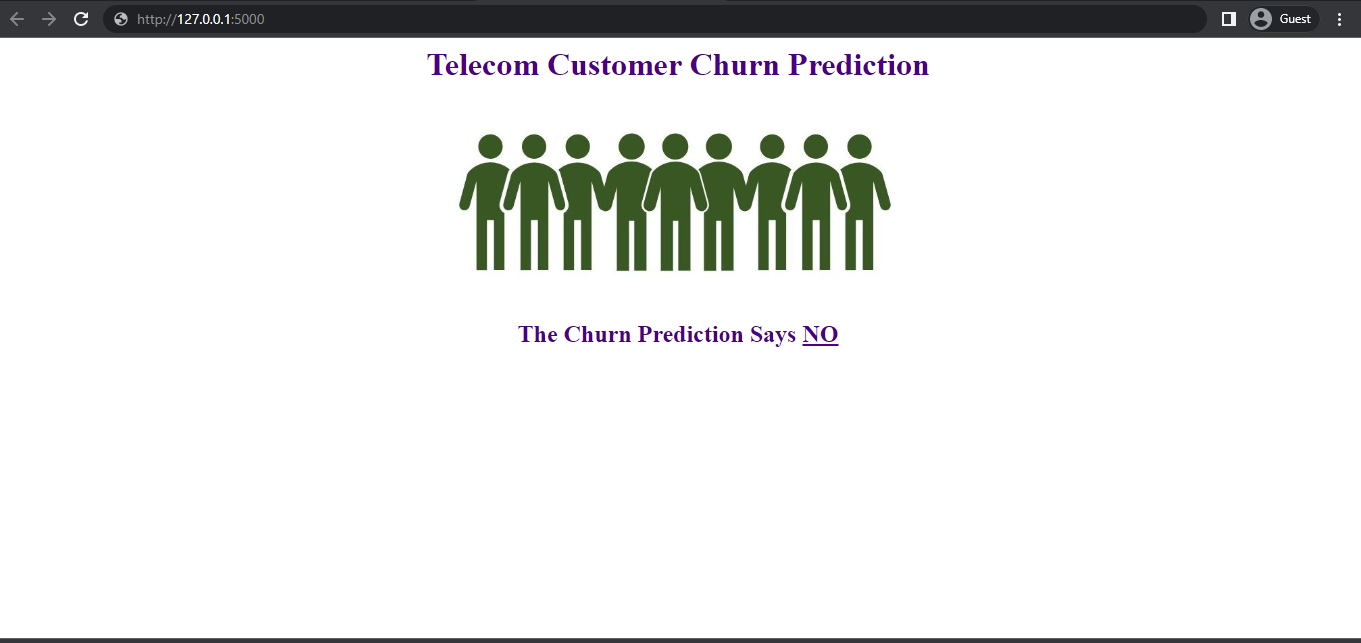 http://127.0.0.1:5000
Guest
Telecom Customer Churn Prediction
The Churn Prediction Says NO